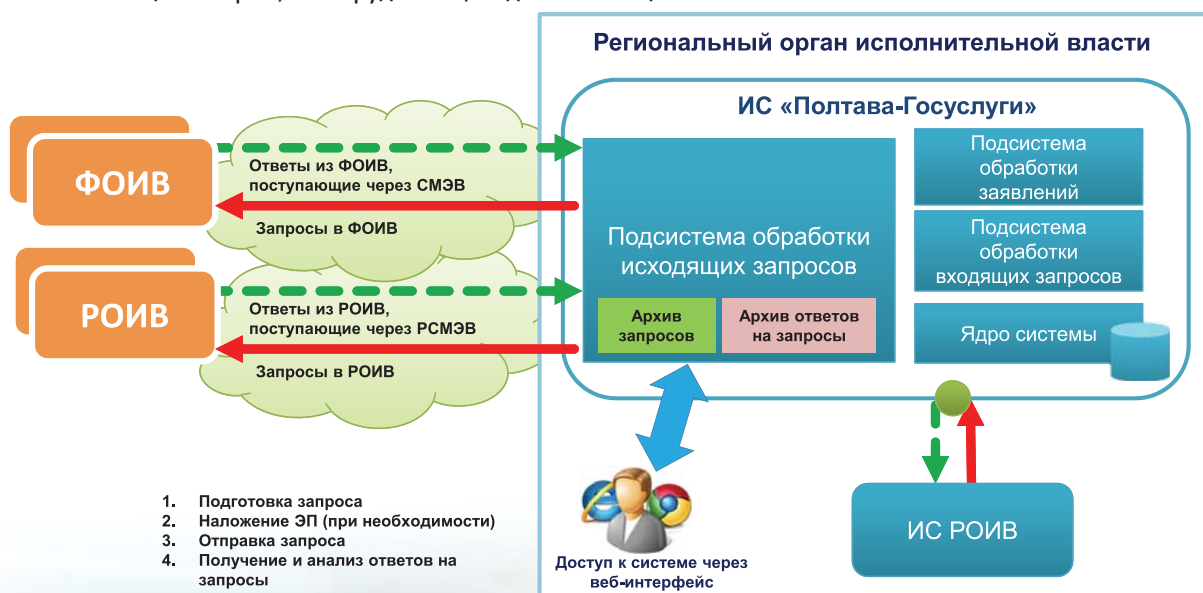 Региональный орган исполнительной власти
ИС «Полтава-Госуслуги»
ФОИВ
Ответы из ФОИВ,
поступающие через СМЭВ
Запросы в ФОИВ
РОИВ
Ответы из РОИВ,
поступающие через РСМЭВ
Запросы в РОИВ
Подсистема обработки
исходящих запросов
Архив
запросов
Архив ответов
на запросы
Подсистема
обработки
заявлений
Подсистема
обработки
входящих запросов
Ядро системы
ИС РОИВ
Доступ к системе через
веб-интерфейс
1. Подготовка запроса
2. Наложение ЭП (при необходимости)
3. Отправка запроса
4. Получение и анализ ответов на
запросы